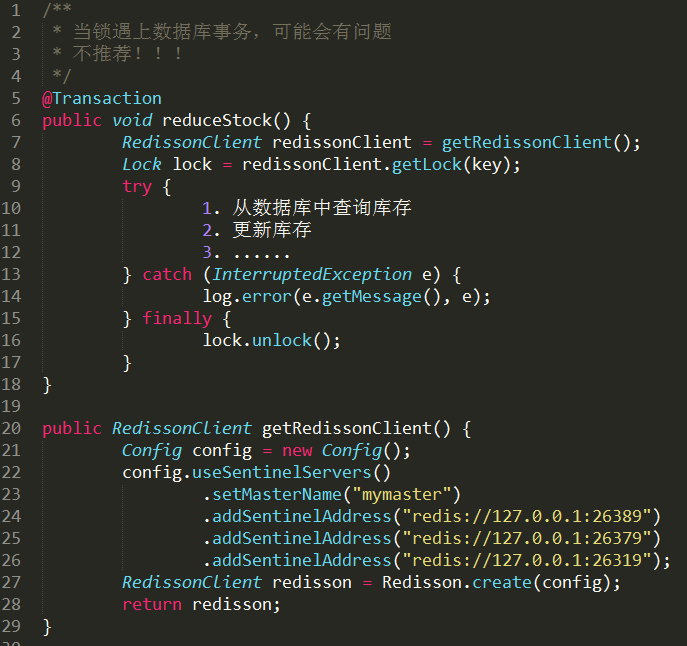 1 /**
2  * 当锁遇上数据库事务，可能会有问题
3  * 不推荐！！！
4  */
5 @Transaction
6 public void reduceStock() {
7         RedissonClient redissonClient = getRedissonClient();
8         Lock lock = redissonClient.getLock(key);
9         try {
10                 1. 从数据库中查询库存
11                 2. 更新库存
12                 3. ......
13         } catch (InterruptedException e) {
14                 log.error(e.getMessage(), e);
15         } finally {
16                 lock.unlock();
17         }
18 }
19
20 public RedissonClient getRedissonClient() {
21         Config config = new Config();
22         config.useSentinelServers()
23                 .setMasterName("mymaster")
24                 .addSentinelAddress("redis://127.0.0.1:26389")
25                 .addSentinelAddress("redis://127.0.0.1:26379")
26                 .addSentinelAddress("redis://127.0.0.1:26319");
27         RedissonClient redisson = Redisson.create(config);
28         return redisson;
29 }